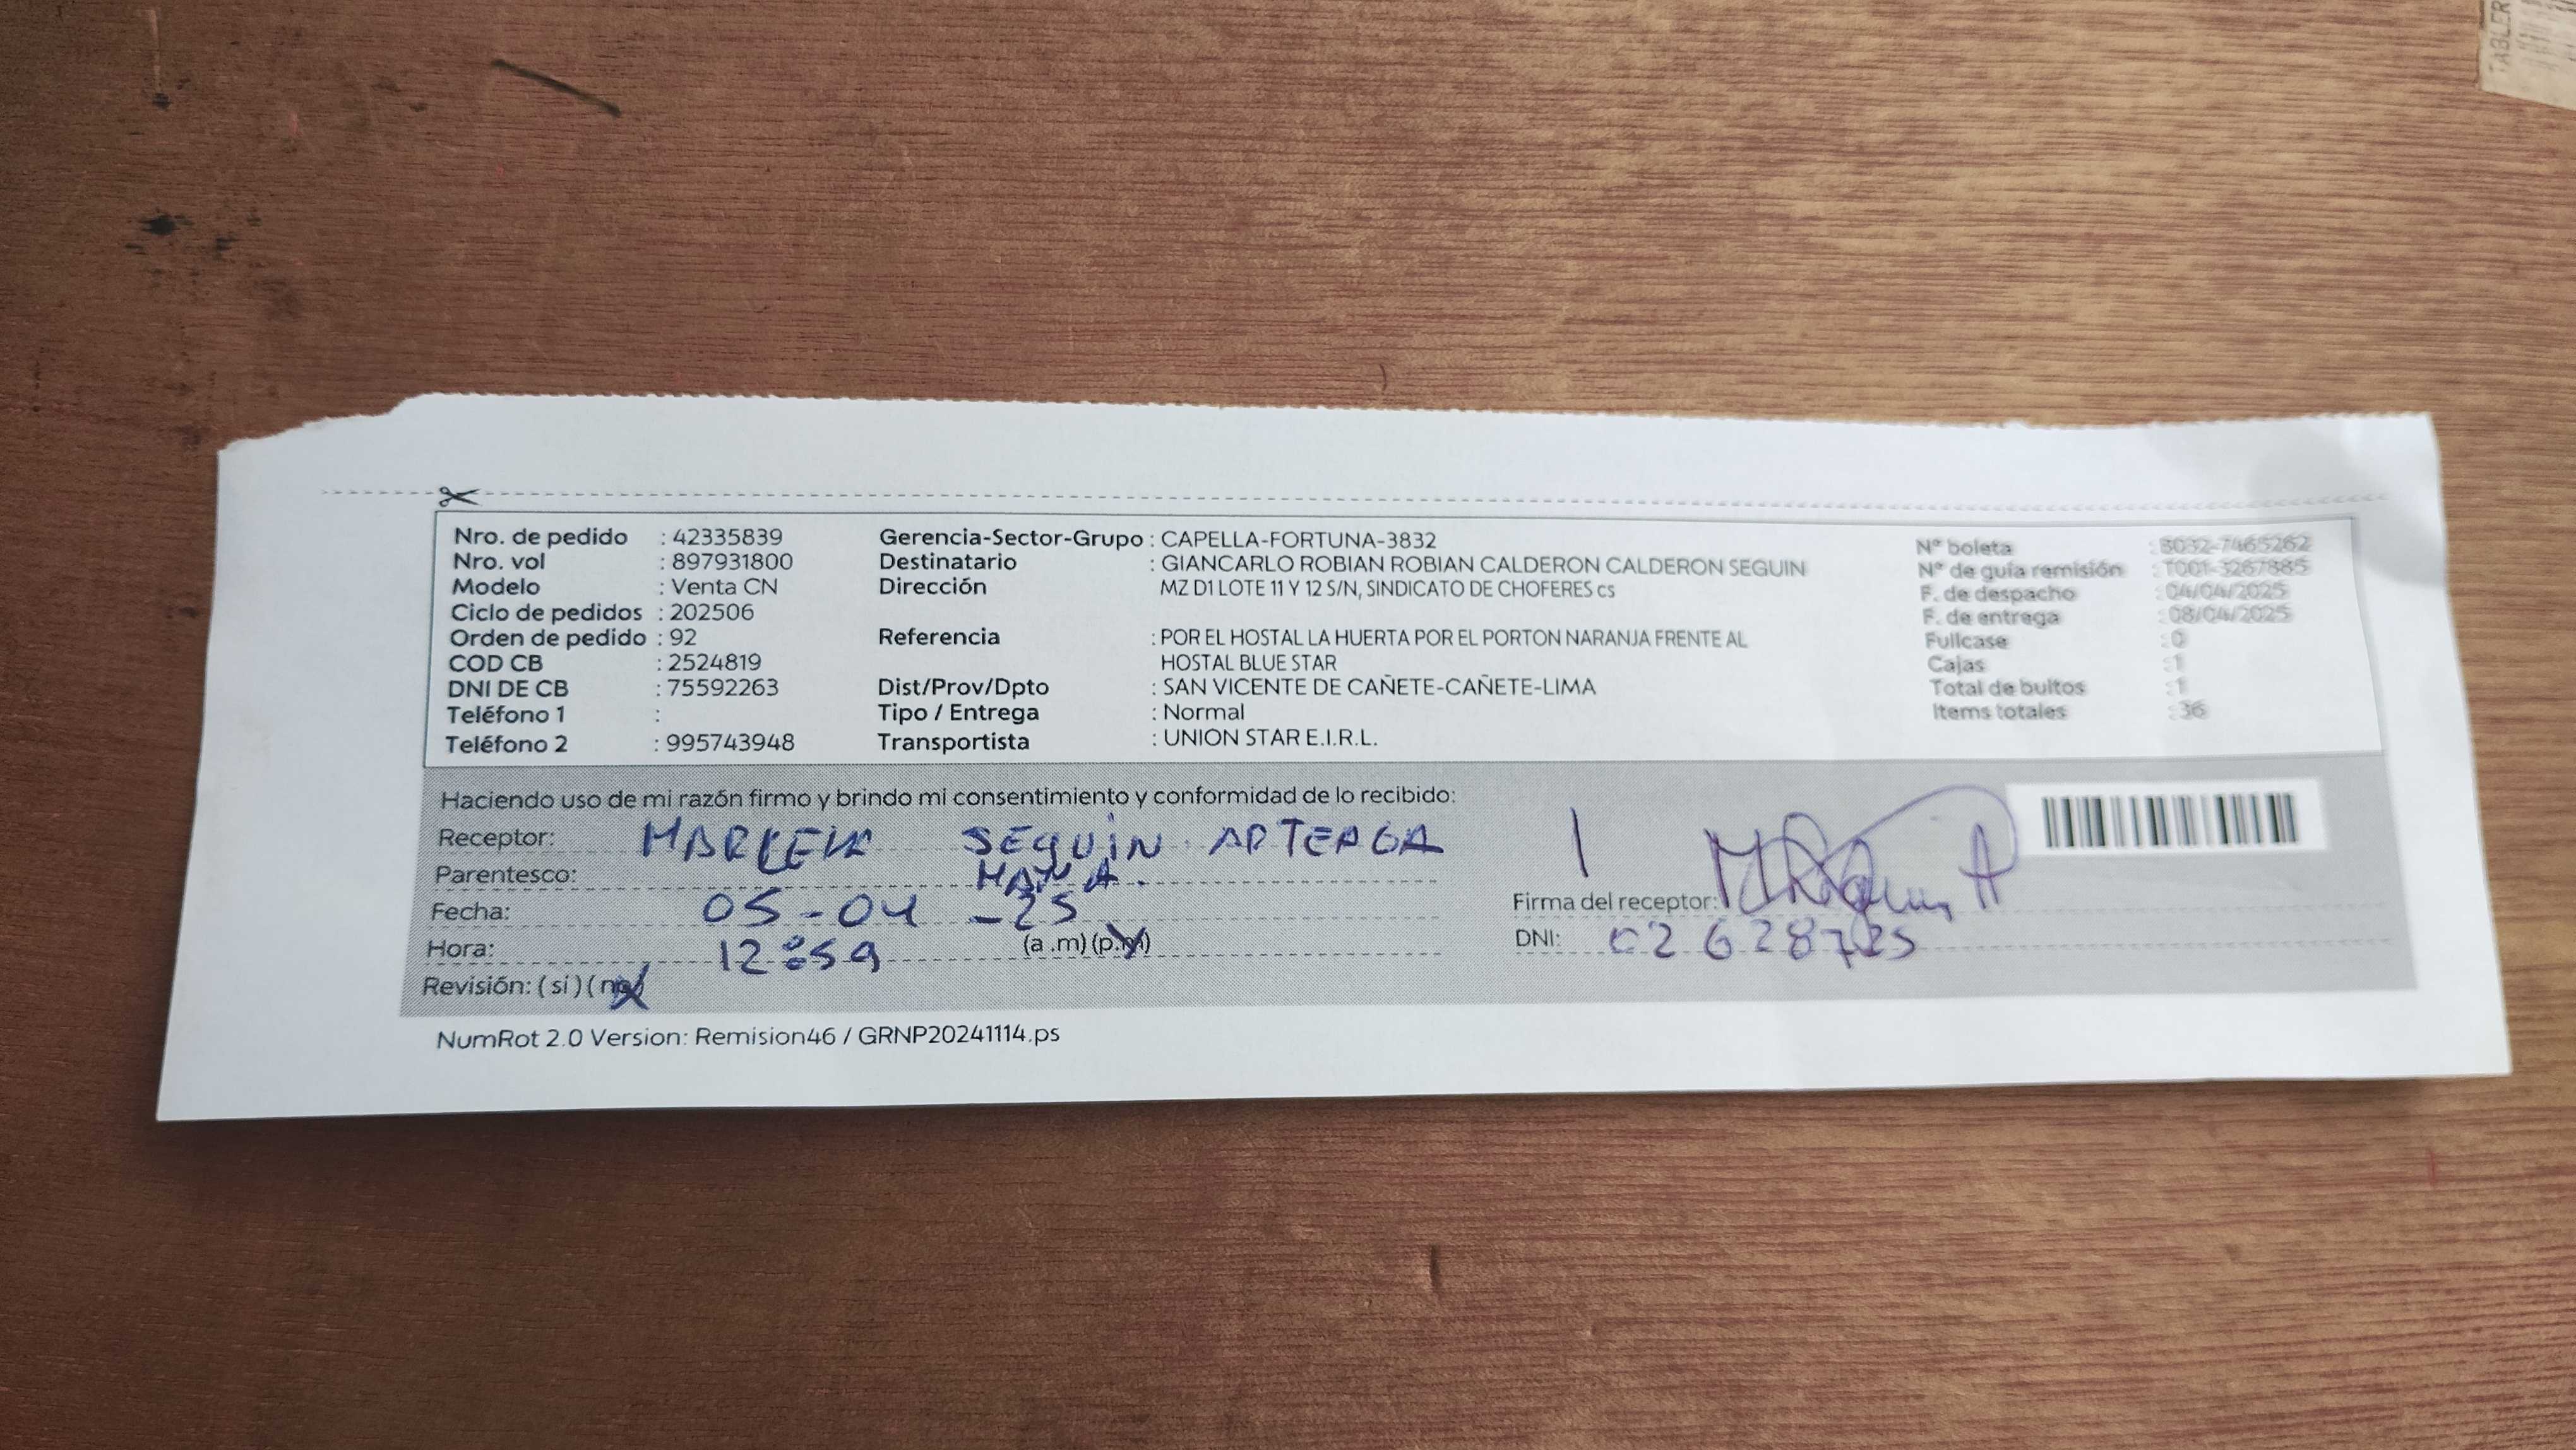 TABLER
Nro. de pedido : 42335839
Nro. vol : 897931800
Modelo : Venta CN
Ciclo de pedidos : 202506
Orden de pedido : 92
COD CB : 2524819
DNI DE CB : 75592263
Teléfono 1 :
Teléfono 2 : 995743948
Gerencia-Sector-Grupo : CAPELLA-FORTUNA-3832
Destinatario : GIANCARLO ROBIAN ROBIAN CALDERON CALDERON SEGUIN
Dirección MZ D1 LOTE 11 Y 12 S/N, SINDICATO DE CHOFERES cs
Referencia : POR EL HOSTAL LA HUERTA POR EL PORTON NARANJA FRENTE AL
HOSTAL BLUE STAR
Dist/Prov/Dpto : SAN VICENTE DE CAÑETE-CAÑETE-LIMA
Tipo / Entrega : Normal
Transportista : UNION STAR E.I.R.L.
Nº boleta : B032-7465262
Nº de guía remisión : T001-3267885
F. de despacho : 04/04/2025
F. de entrega : 08/04/2025
Fullcase : 0
Cajas : 1
Total de bultos : 1
Items totales : 36
Haciendo uso de mi razón firmo y brindo mi consentimiento y conformidad de lo recibido:
Receptor: SEGUIN ARTEAGA
Parentesco:
Fecha: 05-04-25
Hora: 12:59 (a.m) (p.m)
Revisión: (si) (no)
Firma del receptor:
DNI:
NumRot 2.0 Version: Remision46 / GRNP20241114.ps